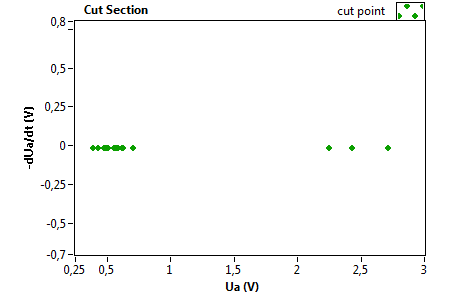 Cut Section
cut point
0,8
0,5
0,25
0
-0,25
-0,5
-0,7
-dUa/dt (V)
0,25 0,5 1 1,5 2 2,5 3
Ua (V)